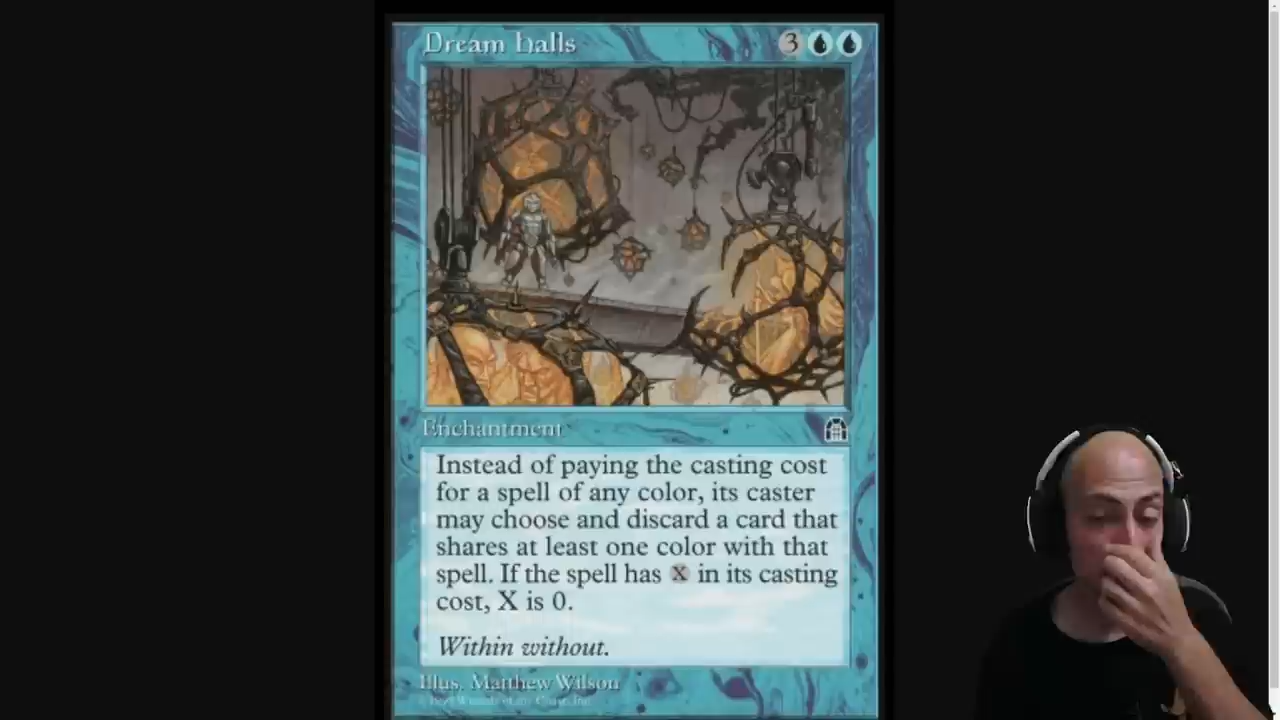 Dream Halls
3
Enchantment
Instead of paying the casting cost
for a spell of any color, its caster
may choose and discard a card that
shares at least one color with that
spell. If the spell has X in its casting
cost, X is 0.
Within without.
Illus. Matthew Wilson